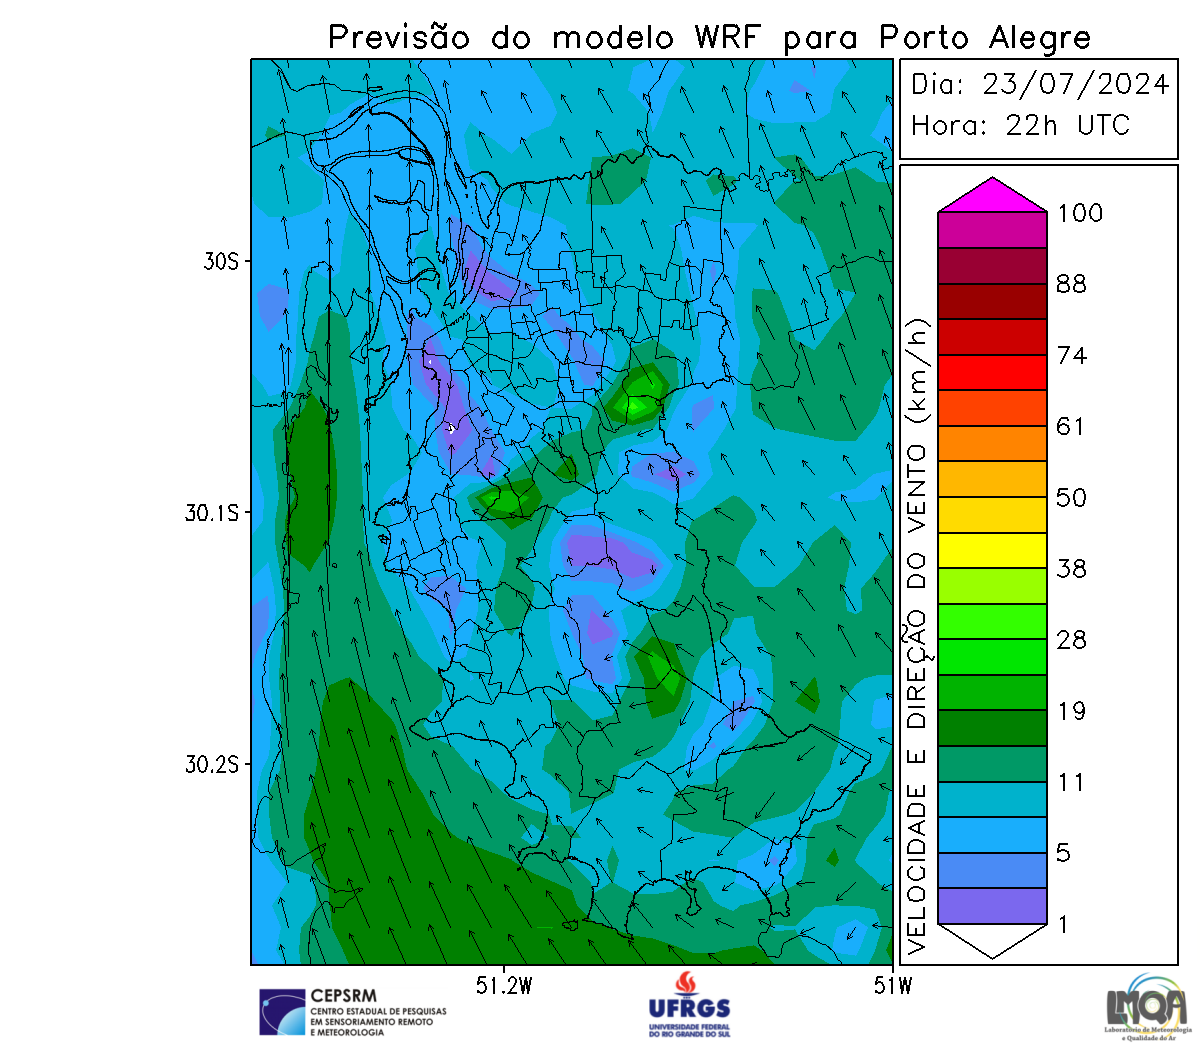 Previsão do modelo WRF para Porto Alegre
Dia: 23/07/2024
Hora: 22h UTC
30S
30.1S
30.2S
51.2W
51W
VELOCIDADE E DIREÇÃO DO VENTO (km/h)
100
88
74
61
50
38
28
19
11
5
1
CEPSRM
CENTRO ESTADUAL DE PESQUISAS
EM SENSORIAMENTO REMOTO
E METEOROLOGIA
UFRGS
UNIVERSIDADE FEDERAL
DO RIO GRANDE DO SUL
LMQA
Laboratório de Meteorologia
e Qualidade do Ar